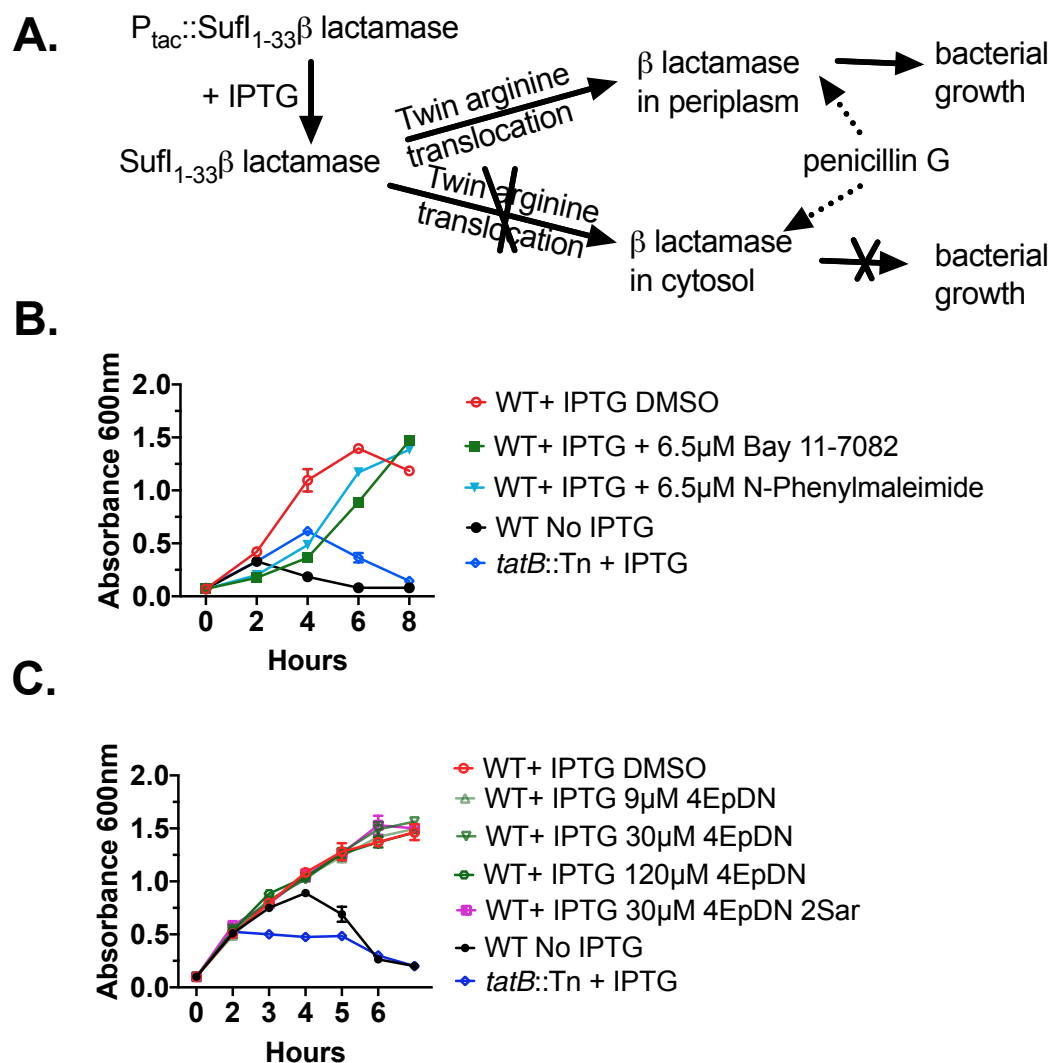 A.
P_tac::SufI_1-33β lactamase
+ IPTG
SufI_1-33β lactamase
Twin arginine
translocation
Twin arginine
translocation
β lactamase
in periplasm
bacterial
growth
penicillin G
β lactamase
in cytosol
bacterial
growth
B.
Absorbance 600nm
2.0
1.5
1.0
0.5
0.0
0 2 4 6 8
Hours
WT+ IPTG DMSO
WT+ IPTG + 6.5μM Bay 11-7082
WT+ IPTG + 6.5μM N-Phenylmaleimide
WT No IPTG
tatB::Tn + IPTG
C.
Absorbance 600nm
2.0
1.5
1.0
0.5
0.0
0 2 3 4 5 6
Hours
WT+ IPTG DMSO
WT+ IPTG 9μM 4EpDN
WT+ IPTG 30μM 4EpDN
WT+ IPTG 120μM 4EpDN
WT+ IPTG 30μM 4EpDN 2Sar
WT No IPTG
tatB::Tn + IPTG